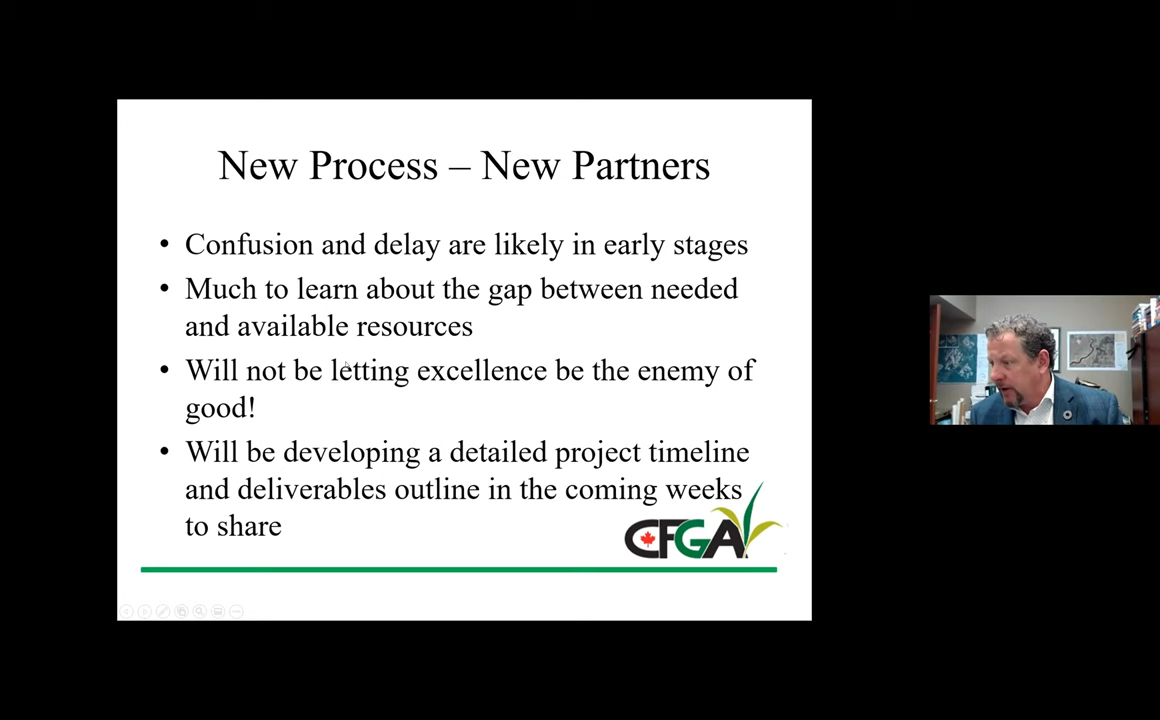 New Process – New Partners
• Confusion and delay are likely in early stages
• Much to learn about the gap between needed
and available resources
• Will not be letting excellence be the enemy of
good!
• Will be developing a detailed project timeline
and deliverables outline in the coming weeks
to share
CFGA